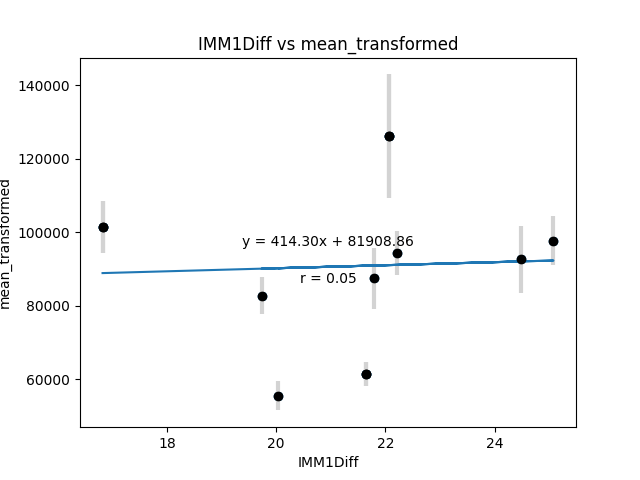 IMM1Diff vs mean_transformed
140000
120000
100000
80000
60000
mean_transformed
y = 414.30x + 81908.86
r = 0.05
18
20
22
24
IMM1Diff